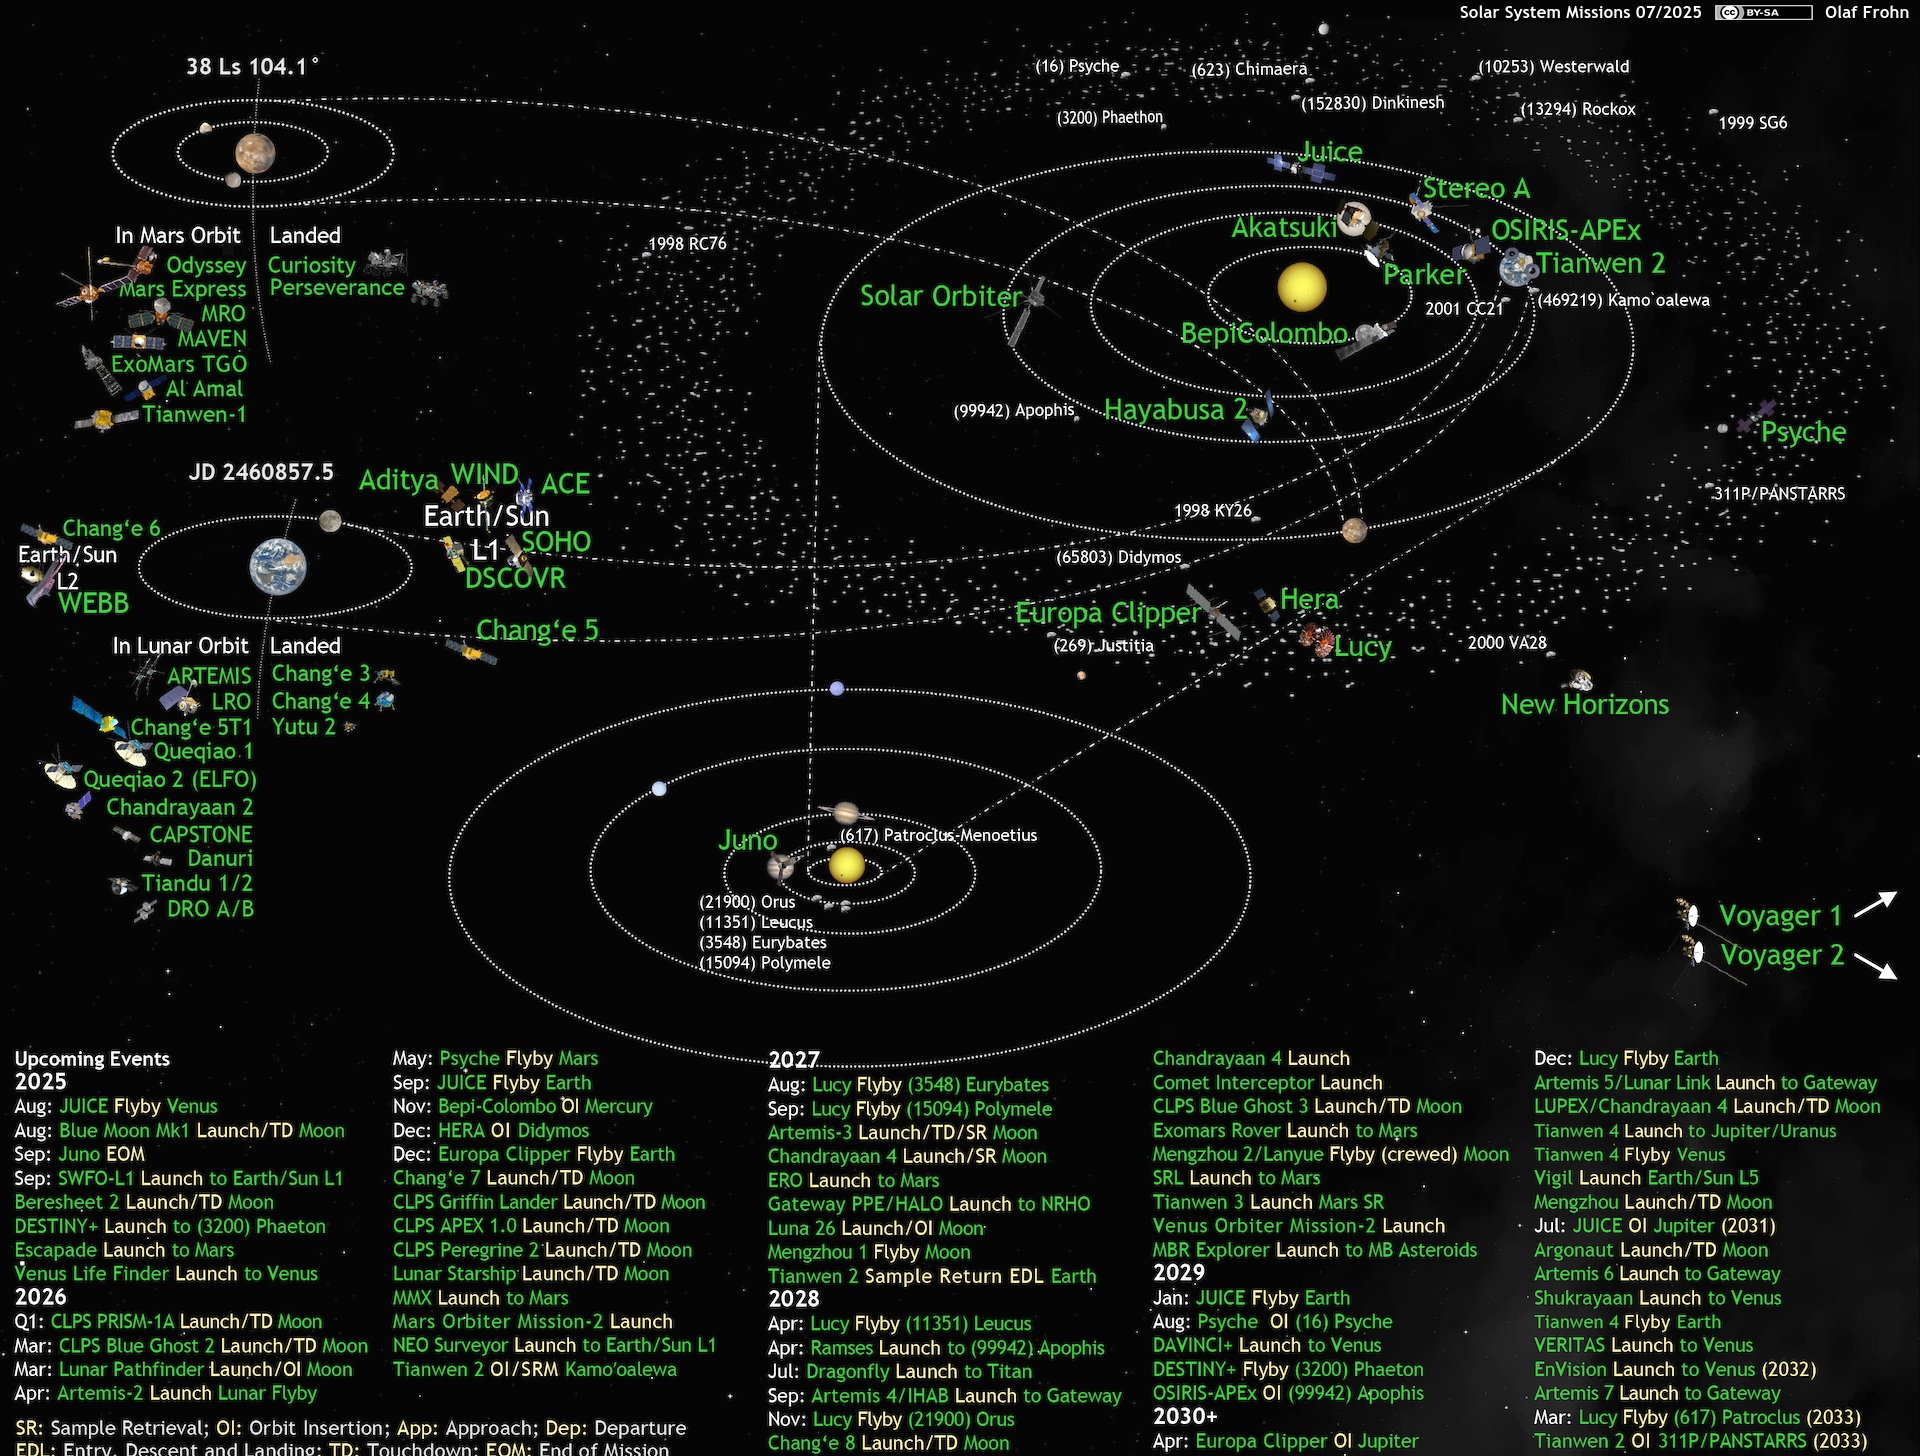 Solar System Missions 07/2025 (cc) BY-SA Olaf Frohn
38 Ls 104.1°
(16) Psyche
(623) Chimaera
(10253) Westerwald
(152830) Dinkinesh
(13294) Rockox
(3200) Phaethon
1999 SG6
Juice
Stereo A
Akatsuki
OSIRIS-APEx
Parker
Tianwen 2
1998 RC76
Solar Orbiter
2001 CC21
(469219) Kamo`oalewa
BepiColombo
(99942) Apophis
Hayabusa 2
Psyche
311P/PANSTARRS
1998 KY26
(65803) Didymos
Europa Clipper
Hera
(269) Justitia
Lucy
2000 VA28
New Horizons
In Mars Orbit
Odyssey
Mars Express
MRO
MAVEN
ExoMars TGO
Al Amal
Tianwen-1
Landed
Curiosity
Perseverance
JD 2460857.5
Aditya
WIND
ACE
Earth/Sun
L1
SOHO
DSCOVR
Chang‘e 6
Earth/Sun
L2
WEBB
Chang‘e 5
In Lunar Orbit
ARTEMIS
LRO
Chang‘e 5T1
Queqiao 1
Queqiao 2 (ELFO)
Chandrayaan 2
CAPSTONE
Danuri
Tiandu 1/2
DRO A/B
Landed
Chang‘e 3
Chang‘e 4
Yutu 2
Juno
(617) Patroclus-Menoetius
(21900) Orus
(11351) Leucus
(3548) Eurybates
(15094) Polymele
Voyager 1
Voyager 2
Upcoming Events
2025
Aug: JUICE Flyby Venus
Aug: Blue Moon Mk1 Launch/TD Moon
Sep: Juno EOM
Sep: SWFO-L1 Launch to Earth/Sun L1
Beresheet 2 Launch/TD Moon
DESTINY+ Launch to (3200) Phaeton
Escapade Launch to Mars
Venus Life Finder Launch to Venus
2026
Q1: CLPS PRISM-1A Launch/TD Moon
Mar: CLPS Blue Ghost 2 Launch/TD Moon
Mar: Lunar Pathfinder Launch/OI Moon
Apr: Artemis-2 Launch Lunar Flyby
May: Psyche Flyby Mars
Sep: JUICE Flyby Earth
Nov: Bepi-Colombo OI Mercury
Dec: HERA OI Didymos
Dec: Europa Clipper Flyby Earth
Chang‘e 7 Launch/TD Moon
CLPS Griffin Lander Launch/TD Moon
CLPS APEX 1.0 Launch/TD Moon
CLPS Peregrine 2 Launch/TD Moon
Lunar Starship Launch/TD Moon
MMX Launch to Mars
Mars Orbiter Mission-2 Launch
NEO Surveyor Launch to Earth/Sun L1
Tianwen 2 OI/SRM Kamo'oalewa
2027
Aug: Lucy Flyby (3548) Eurybates
Sep: Lucy Flyby (15094) Polymele
Artemis-3 Launch/TD/SR Moon
Chandrayaan 4 Launch/SR Moon
ERO Launch to Mars
Gateway PPE/HALO Launch to NRHO
Luna 26 Launch/OI Moon
Mengzhou 1 Flyby Moon
Tianwen 2 Sample Return EDL Earth
2028
Apr: Lucy Flyby (11351) Leucus
Apr: Ramses Launch to (99942) Apophis
Jul: Dragonfly Launch to Titan
Sep: Artemis 4/IHAB Launch to Gateway
Nov: Lucy Flyby (21900) Orus
Chang‘e 8 Launch/TD Moon
Chandrayaan 4 Launch
Comet Interceptor Launch
CLPS Blue Ghost 3 Launch/TD Moon
Exomars Rover Launch to Mars
Mengzhou 2/Lanyue Flyby (crewed) Moon
SRL Launch to Mars
Tianwen 3 Launch Mars SR
Venus Orbiter Mission-2 Launch
MBR Explorer Launch to MB Asteroids
2029
Jan: JUICE Flyby Earth
Aug: Psyche OI (16) Psyche
DAVINCI+ Launch to Venus
DESTINY+ Flyby (3200) Phaeton
OSIRIS-APEx OI (99942) Apophis
2030+
Apr: Europa Clipper OI Jupiter
Dec: Lucy Flyby Earth
Artemis 5/Lunar Link Launch to Gateway
LUPEX/Chandrayaan 4 Launch/TD Moon
Tianwen 4 Launch to Jupiter/Uranus
Tianwen 4 Flyby Venus
Vigil Launch Earth/Sun L5
Mengzhou Launch/TD Moon
Jul: JUICE OI Jupiter (2031)
Argonaut Launch/TD Moon
Artemis 6 Launch to Gateway
Shukrayaan Launch to Venus
Tianwen 4 Flyby Earth
VERITAS Launch to Venus
EnVision Launch to Venus (2032)
Artemis 7 Launch to Gateway
Mar: Lucy Flyby (617) Patroclus (2033)
Tianwen 2 OI 311P/PANSTARRS (2033)
SR: Sample Retrieval; OI: Orbit Insertion; App: Approach; Dep: Departure
EDL: Entry, Descent and Landing; TD: Touchdown; EOM: End of Mission